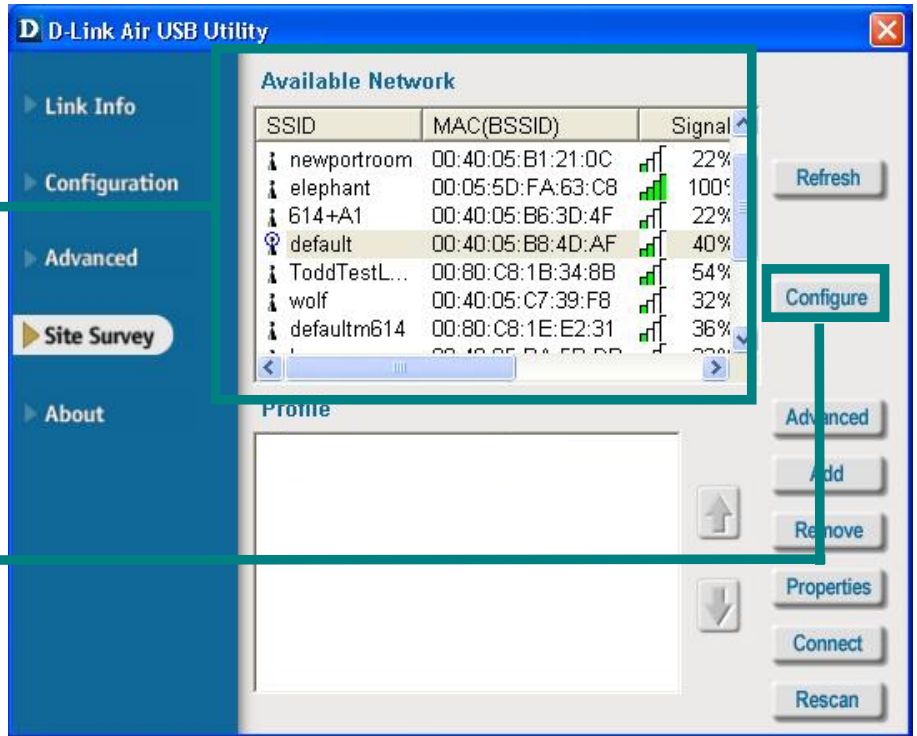 D D-Link Air USB Utility
Link Info
Configuration
Advanced
Site Survey
About
Available Network
SSID MAC(BSSID) Signal
newportroom 00:40:05:B1:21:0C 22%
elephant 00:05:5D:FA:63:C8 100%
614+A1 00:40:05:B6:3D:4F 22%
default 00:40:05:B8:4D:AF 40%
ToddTestL... 00:80:C8:1B:34:8B 54%
wolf 00:40:05:C7:39:F8 32%
defaultm614 00:80:C8:1E:E2:31 36%
Refresh
Configure
Profile
Advanced
Add
Remove
Properties
Connect
Rescan